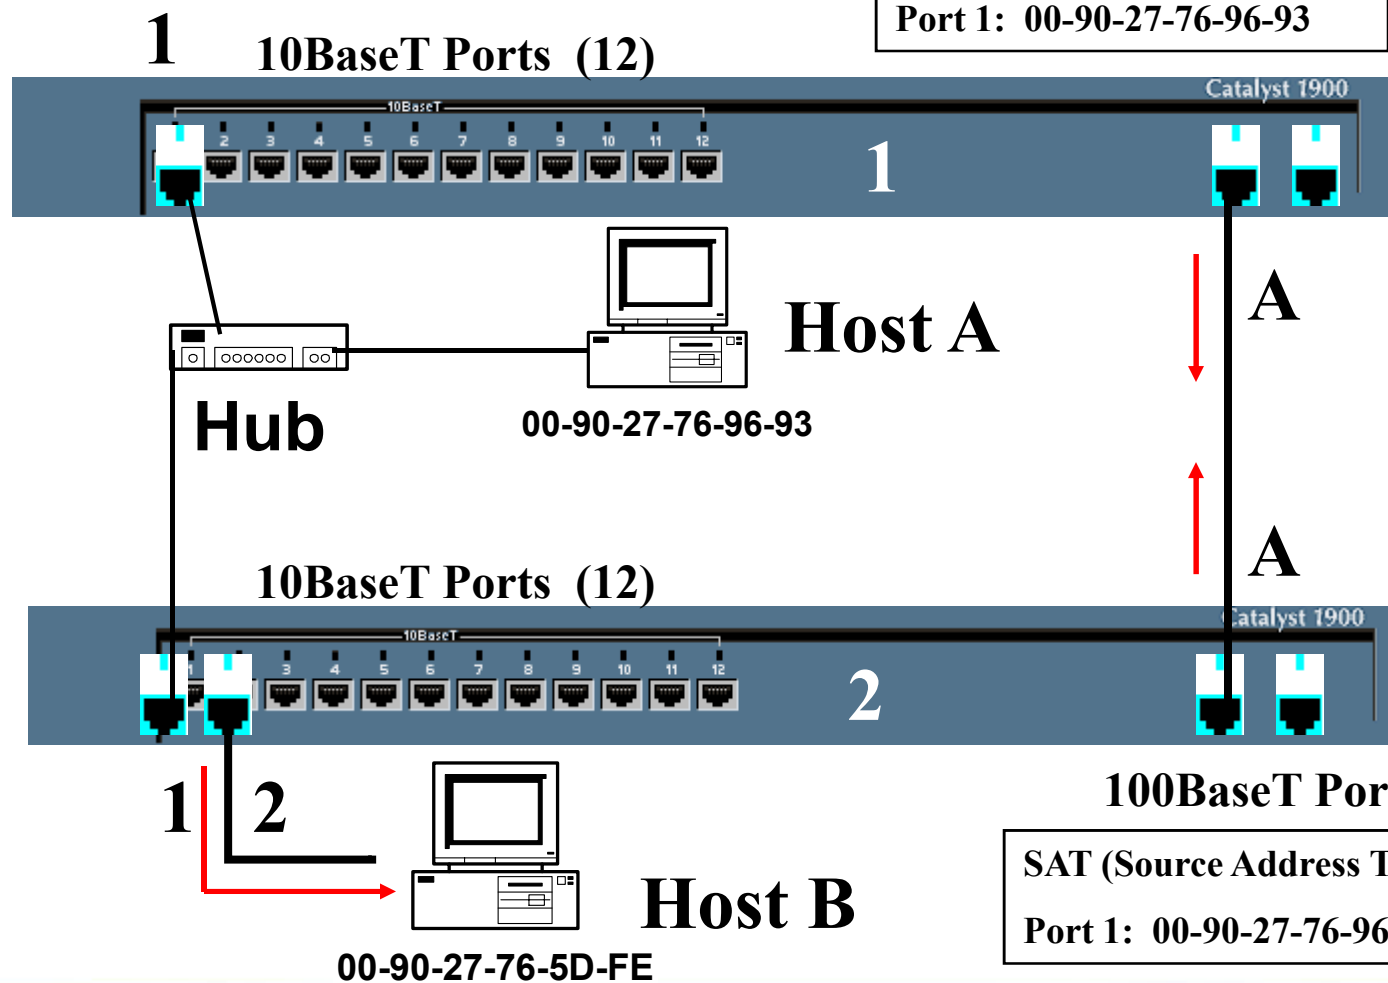 Port 1: 00-90-27-76-96-93
1
10BaseT Ports (12)
Catalyst 1900
10BaseT
2 3 4 5 6 7 8 9 10 11 12
1
A
Host A
Hub
00-90-27-76-96-93
A
10BaseT Ports (12)
Catalyst 1900
10BaseT
1 3 4 5 6 7 8 9 10 11 12
2
1 2
100BaseT Por
SAT (Source Address T
Port 1: 00-90-27-76-96
Host B
00-90-27-76-5D-FE